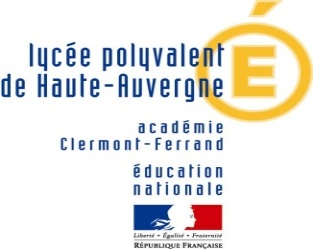 lycée polyvalent
de Haute-Auvergne
É
académie
Clermont-Ferrand
éducation
nationale
Liberté • Égalité • Fraternité
RÉPUBLIQUE FRANÇAISE